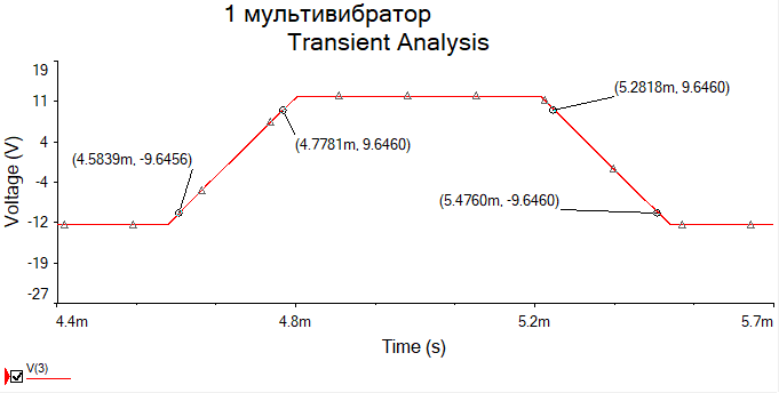 1 мультивибратор
Transient Analysis
19
11
4
-4
-12
-19
-27
Voltage (V)
(4.5839m, -9.6456)
(4.7781m, 9.6460)
(5.2818m, 9.6460)
(5.4760m, -9.6460)
4.4m 4.8m 5.2m 5.7m
Time (s)
V(3)